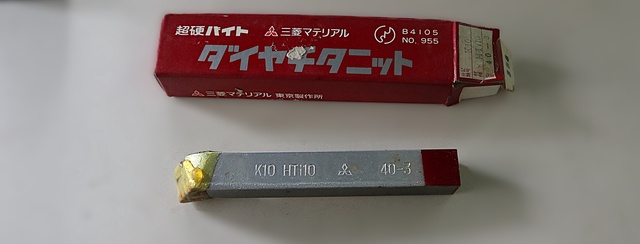 超硬バイト 三菱マテリアル B4105
NO. 955
ダイヤチタニット
三菱マテリアル 東京製作所
K10 HTi10 40-3